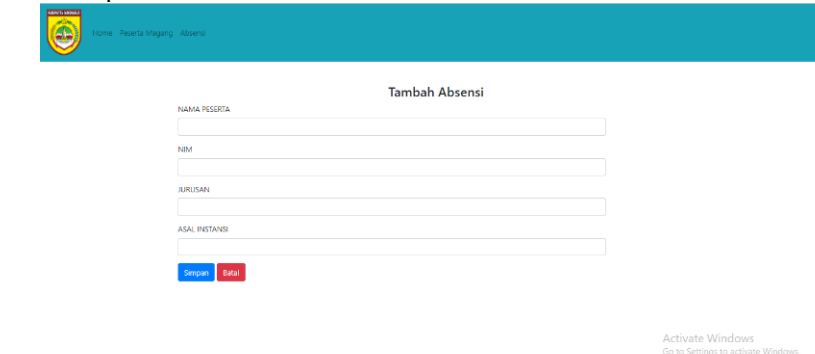 Home Peserta Magang Absensi
Tambah Absensi
NAMA PESERTA
NIM
JURUSAN
ASAL INSTANSI
Simpan Batal
Activate Windows
Go to Settings to activate Windows.